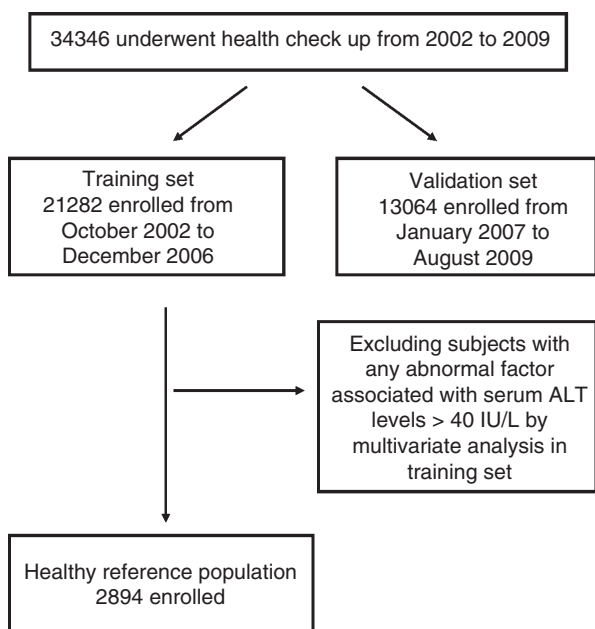 34346 underwent health check up from 2002 to 2009
Training set
21282 enrolled from
October 2002 to
December 2006
Validation set
13064 enrolled from
January 2007 to
August 2009
Excluding subjects with
any abnormal factor
associated with serum ALT
levels > 40 IU/L by
multivariate analysis in
training set
Healthy reference population
2894 enrolled